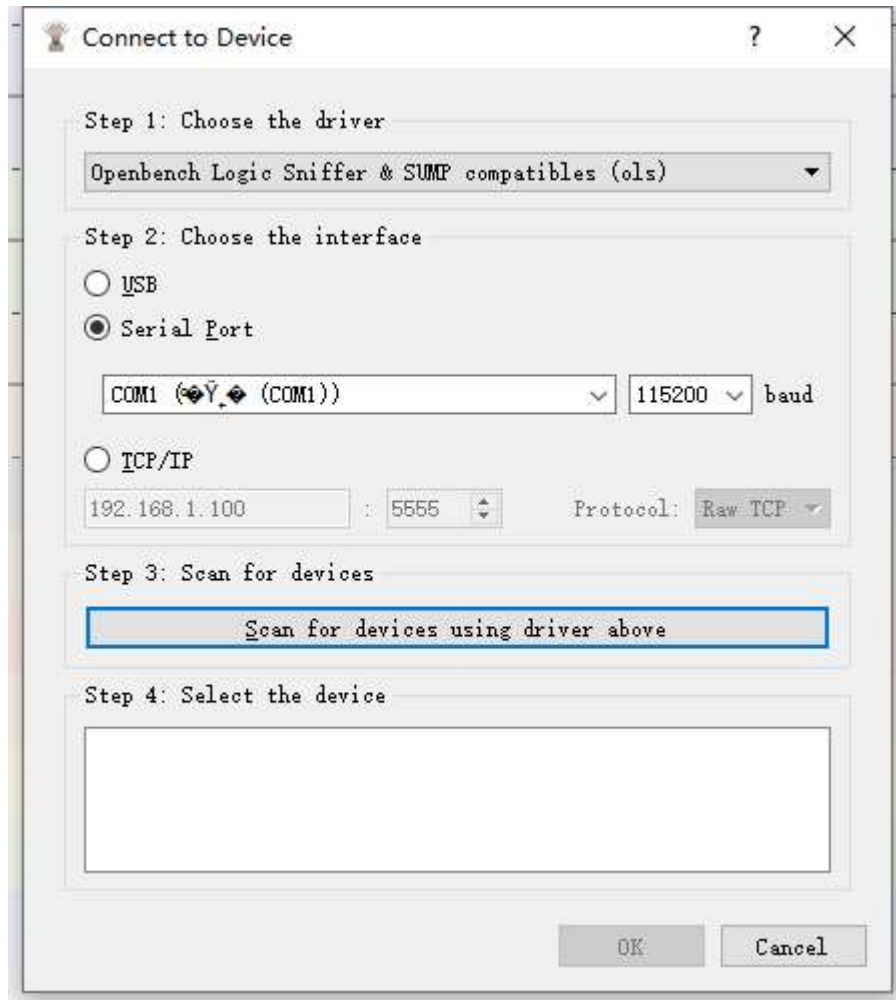 Connect to Device
?
Step 1: Choose the driver
Openbench Logic Sniffer & SUMP compatibles (ols)
Step 2: Choose the interface
USB
Serial Port
COM1 (�Ÿ˛� (COM1))
115200
baud
TCP/IP
192.168.1.100
:
5555
Protocol:
Raw TCP
Step 3: Scan for devices
Scan for devices using driver above
Step 4: Select the device
OK
Cancel